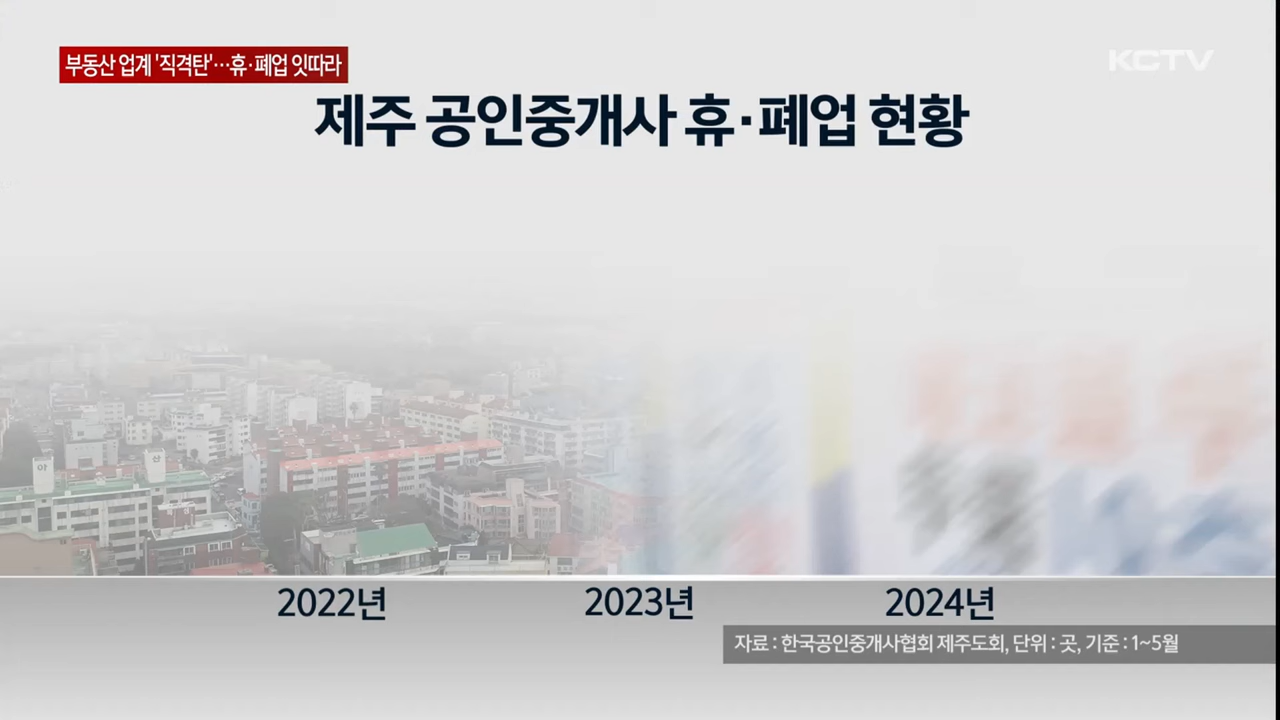 부동산 업계 '직격탄'…휴·폐업 잇따라
KCTV
제주 공인중개사 휴·폐업 현황
아
산
2022년
2023년
2024년
자료 : 한국공인중개사협회 제주도회, 단위 : 곳, 기준 : 1~5월